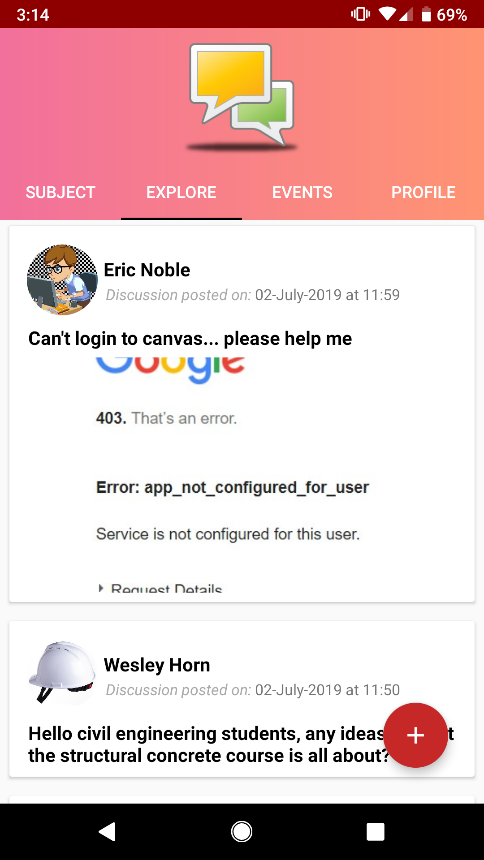 3:14 69%
SUBJECT EXPLORE EVENTS PROFILE
Eric Noble
Discussion posted on: 02-July-2019 at 11:59
Can't login to canvas... please help me
Google
403. That's an error.
Error: app_not_configured_for_user
Service is not configured for this user.
Request Details
Wesley Horn
Discussion posted on: 02-July-2019 at 11:50
Hello civil engineering students, any ideas t
the structural concrete course is all about?